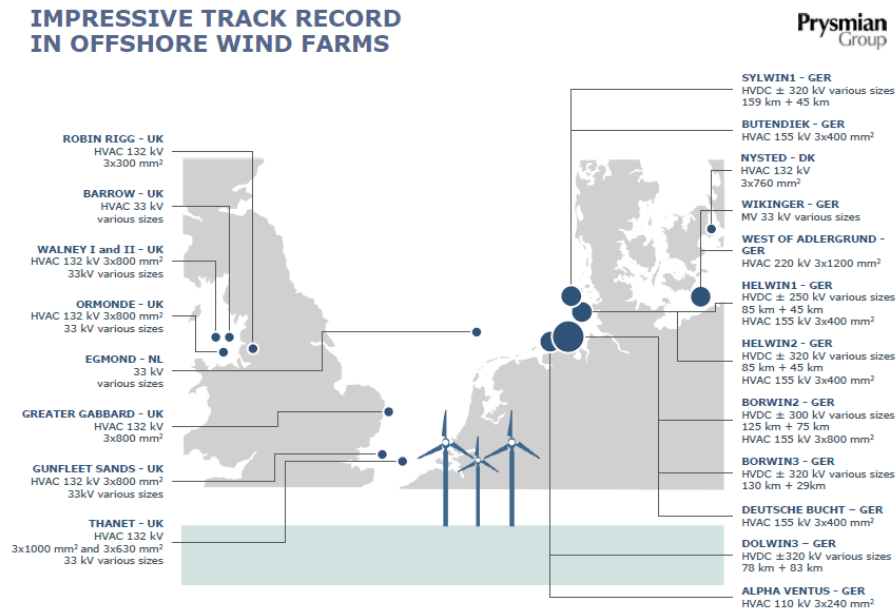 IMPRESSIVE TRACK RECORD
IN OFFSHORE WIND FARMS
Prysmian
Group
ROBIN RIGG - UK
HVAC 132 kV
3x300 mm²
BARROW - UK
HVAC 33 kV
various sizes
WALNEY I and II - UK
HVAC 132 kV 3x800 mm²
33kV various sizes
ORMONDE - UK
HVAC 132 kV 3x800 mm²
33 kV various sizes
EGMOND - NL
33 kV
various sizes
GREATER GABBARD - UK
HVAC 132 kV
3x800 mm²
GUNFLEET SANDS - UK
HVAC 132 kV 3x800 mm²
33kV various sizes
THANET - UK
HVAC 132 kV
3x1000 mm² and 3x630 mm²
33 kV various sizes
SYLWIN1 - GER
HVDC ± 320 kV various sizes
159 km + 45 km
BUTENDIEK - GER
HVAC 155 kV 3x400 mm²
NYSTED - DK
HVAC 132 kV
3x760 mm²
WIKINGER - GER
MV 33 kV various sizes
WEST OF ADLERGRUND -
GER
HVAC 220 kV 3x1200 mm²
HELWIN1 - GER
HVDC ± 250 kV various sizes
85 km + 45 km
HVAC 155 kV 3x400 mm²
HELWIN2 - GER
HVDC ± 320 kV various sizes
85 km + 45 km
HVAC 155 kV 3x400 mm²
BORWIN2 - GER
HVDC ± 300 kV various sizes
125 km + 75 km
HVAC 155 kV 3x800 mm²
BORWIN3 - GER
HVDC ± 320 kV various sizes
130 km + 29km
DEUTSCHE BUCHT – GER
HVAC 155 kV 3x400 mm²
DOLWIN3 – GER
HVDC ±320 kV various sizes
78 km + 83 km
ALPHA VENTUS - GER
HVAC 110 kV 3x240 mm²